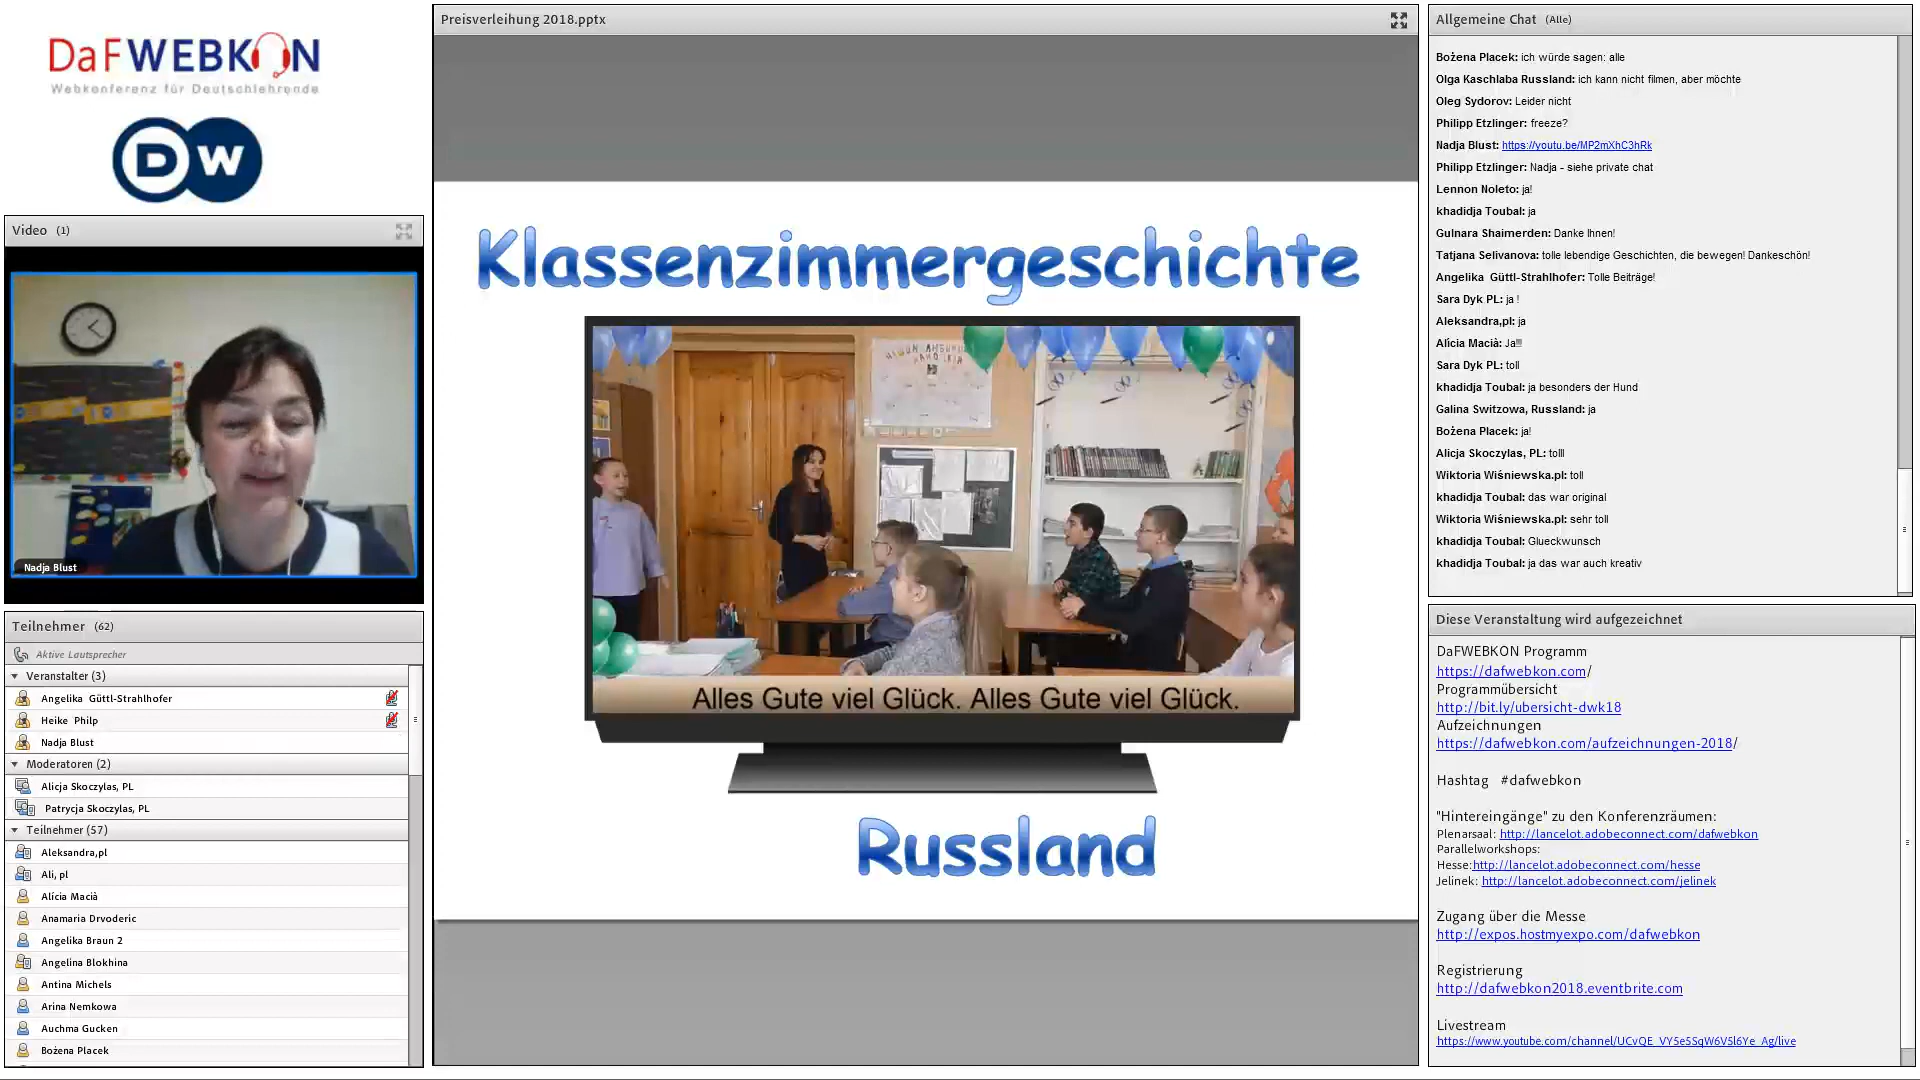 DaFWEBKON
Webkonferenz für Deutschlehrende
DW
Video (1)
Nadja Blust
Teilnehmer (62)
Aktive Lautsprecher
Veranstalter (3)
Angelika Güttl-Strahlhofer
Heike Philp
Nadja Blust
Moderatoren (2)
Alicja Skoczylas, PL
Patrycja Skoczylas, PL
Teilnehmer (57)
Aleksandra,pl
Ali, pl
Alícia Macià
Anamaria Drvoderic
Angelika Braun 2
Angelina Blokhina
Antina Michels
Arina Nemkowa
Auchma Gucken
Bożena Placek
Preisverleihung 2018.pptx
Klassenzimmergeschichte
Alles Gute viel Glück. Alles Gute viel Glück.
Russland
Allgemeine Chat (Alle)
Bożena Placek: ich würde sagen: alle
Olga Kaschlaba Russland: ich kann nicht filmen, aber möchte
Oleg Sydorov: Leider nicht
Philipp Etzlinger: freeze?
Nadja Blust: https://youtu.be/MP2mXhC3hRk
Philipp Etzlinger: Nadja - siehe private chat
Lennon Noleto: ja!
khadidja Toubal: ja
Gulnara Shaimerden: Danke Ihnen!
Tatjana Selivanova: tolle lebendige Geschichten, die bewegen! Dankeschön!
Angelika Güttl-Strahlhofer: Tolle Beiträge!
Sara Dyk PL: ja !
Aleksandra,pl: ja
Alícia Macià: Ja!!!
Sara Dyk PL: toll
khadidja Toubal: ja besonders der Hund
Galina Switzowa, Russland: ja
Bożena Placek: ja!
Alicja Skoczylas, PL: tolll
Wiktoria Wiśniewska.pl: toll
khadidja Toubal: das war original
Wiktoria Wiśniewska.pl: sehr toll
khadidja Toubal: Glueckwunsch
khadidja Toubal: ja das war auch kreativ
Diese Veranstaltung wird aufgezeichnet
DaFWEBKON Programm
https://dafwebkon.com/
Programmübersicht
http://bit.ly/ubersicht-dwk18
Aufzeichnungen
https://dafwebkon.com/aufzeichnungen-2018/
Hashtag #dafwebkon
"Hintereingänge" zu den Konferenzräumen:
Plenarsaal: http://lancelot.adobeconnect.com/dafwebkon
Parallelworkshops:
Hesse:http://lancelot.adobeconnect.com/hesse
Jelinek: http://lancelot.adobeconnect.com/jelinek
Zugang über die Messe
http://expos.hostmyexpo.com/dafwebkon
Registrierung
http://dafwebkon2018.eventbrite.com
Livestream
https://www.youtube.com/channel/UCvQE_VY5e5SqW6V5l6Ye_Ag/live